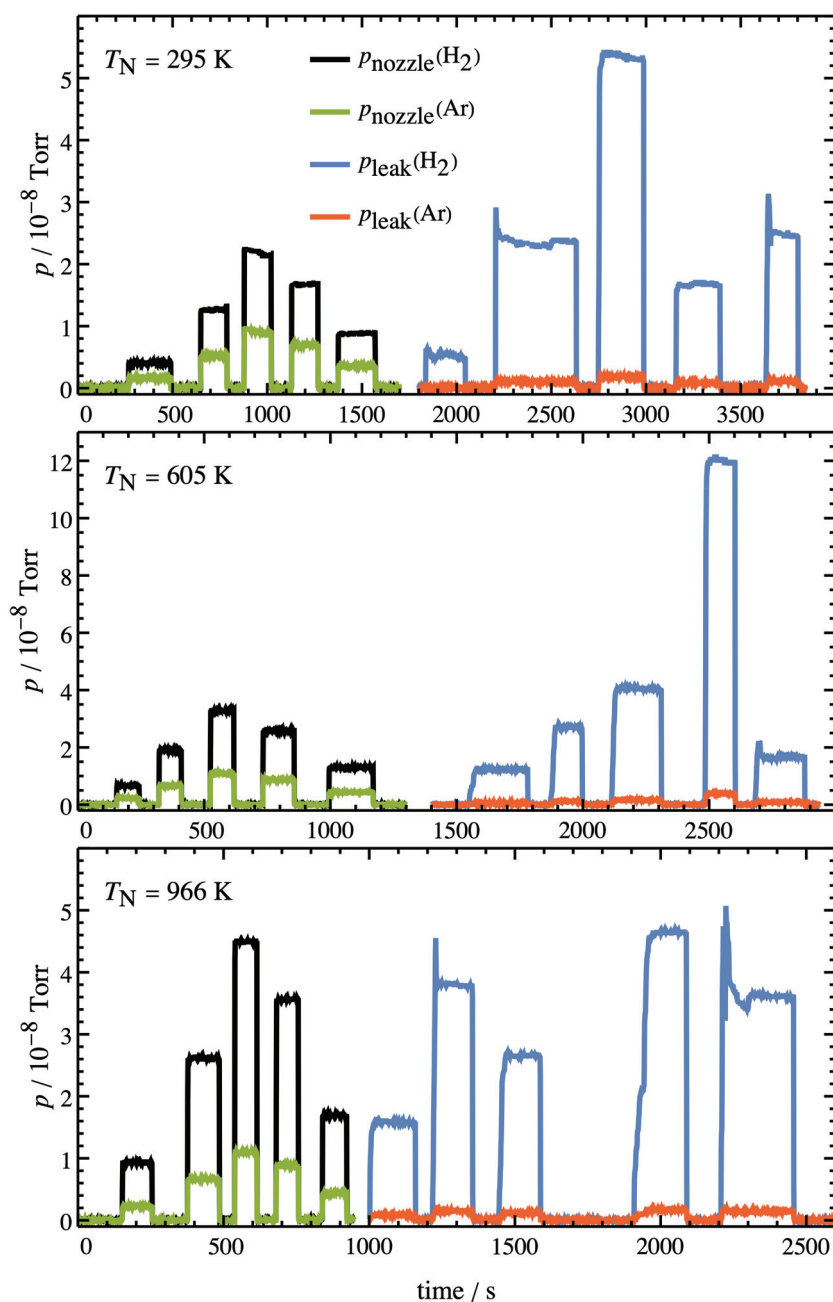 T_N = 295 K
p_nozzle(H_2)
p_nozzle(Ar)
p_leak(H_2)
p_leak(Ar)
p / 10^−8 Torr
5
4
3
2
1
0
0 500 1000 1500 2000 2500 3000 3500
T_N = 605 K
p / 10^−8 Torr
12
10
8
6
4
2
0
0 500 1000 1500 2000 2500
T_N = 966 K
p / 10^−8 Torr
5
4
3
2
1
0
0 500 1000 1500 2000 2500
time / s